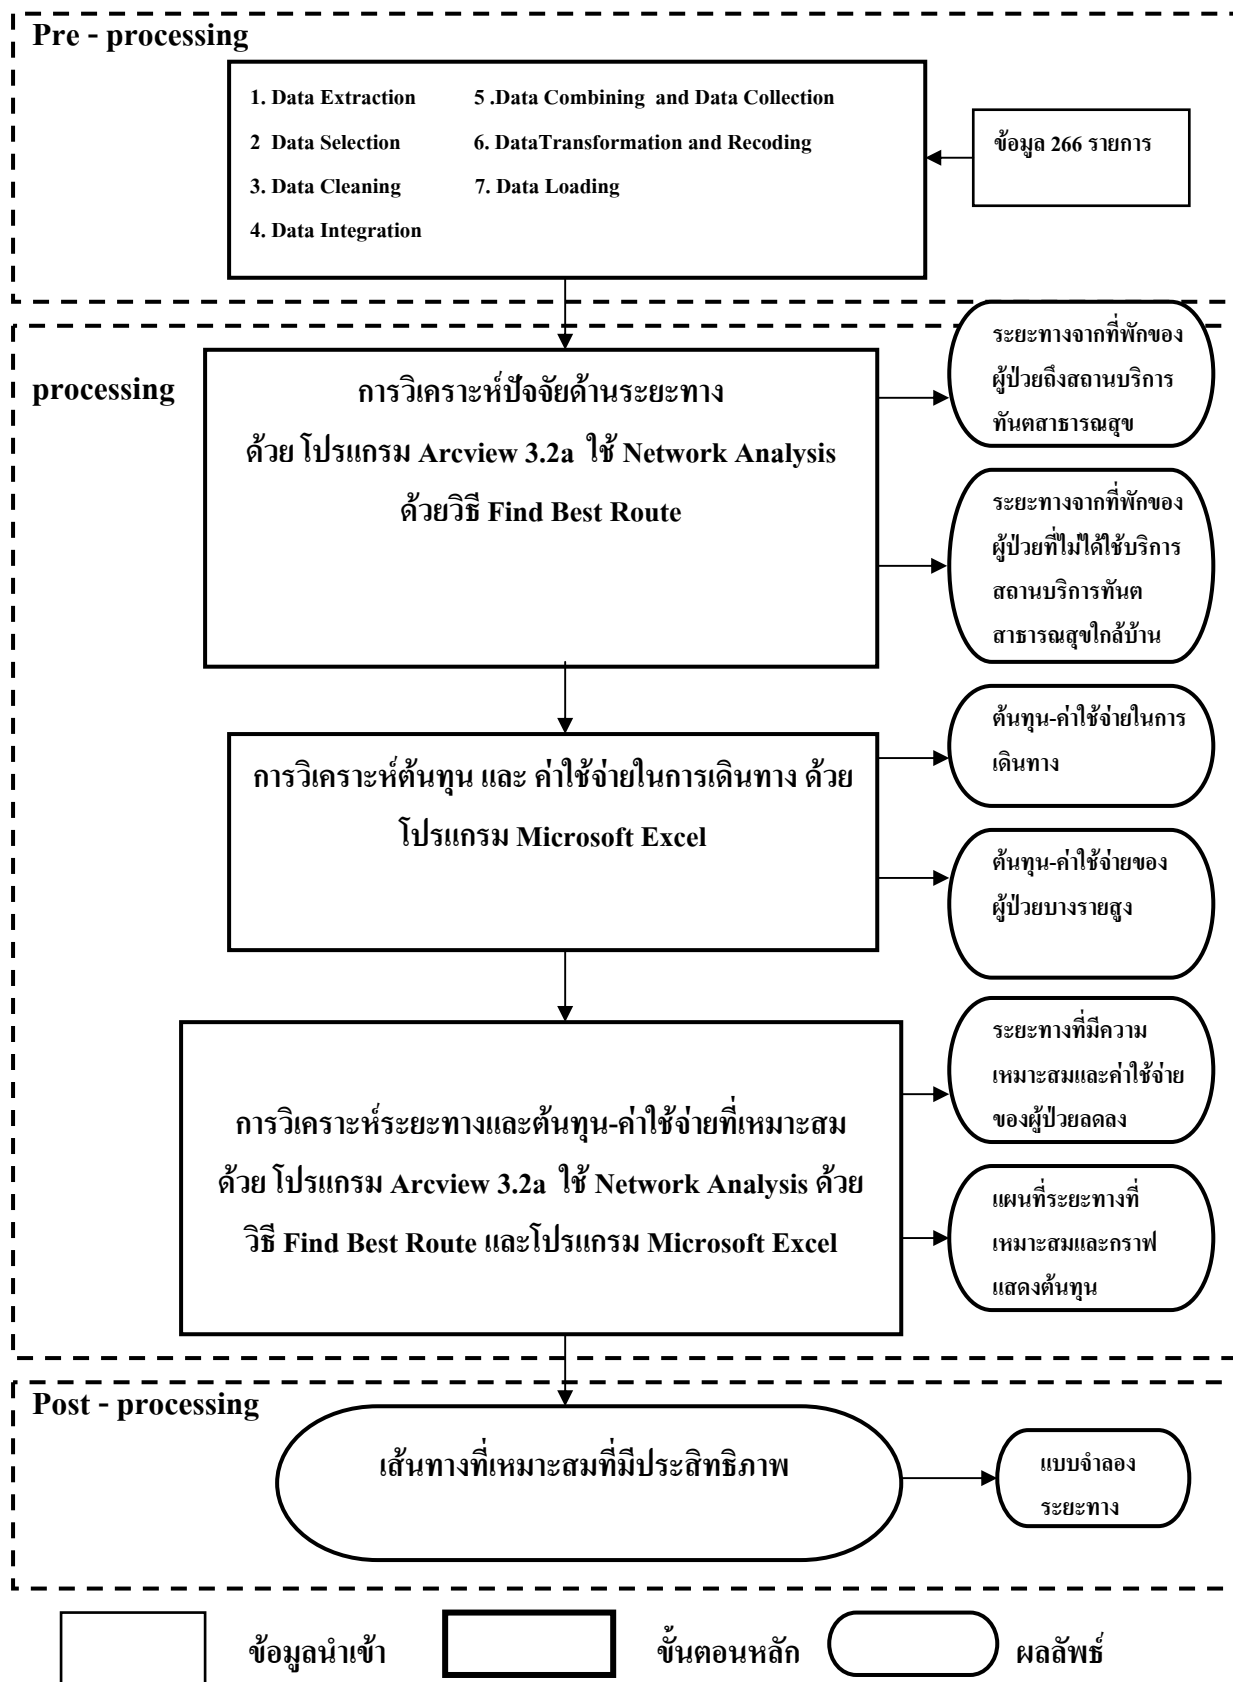 Pre - processing
1. Data Extraction
2 Data Selection
3. Data Cleaning
4. Data Integration
5 .Data Combining and Data Collection
6. DataTransformation and Recoding
7. Data Loading
ข้อมูล 266 รายการ
processing
การวิเคราะห์ปัจจัยด้านระยะทาง
ด้วย โปรแกรม Arcview 3.2a ใช้ Network Analysis
ด้วยวิธี Find Best Route
ระยะทางจากที่พักของ
ผู้ป่วยถึงสถานบริการ
ทันตสาธารณสุข
ระยะทางจากที่พักของ
ผู้ป่วยที่ไม่ได้ใช้บริการ
สถานบริการทันต
สาธารณสุขใกล้บ้าน
การวิเคราะห์ต้นทุน และ ค่าใช้จ่ายในการเดินทาง ด้วย
โปรแกรม Microsoft Excel
ต้นทุน-ค่าใช้จ่ายในการ
เดินทาง
ต้นทุน-ค่าใช้จ่ายของ
ผู้ป่วยบางรายสูง
การวิเคราะห์ระยะทางและต้นทุน-ค่าใช้จ่ายที่เหมาะสม
ด้วย โปรแกรม Arcview 3.2a ใช้ Network Analysis ด้วย
วิธี Find Best Route และโปรแกรม Microsoft Excel
ระยะทางที่มีความ
เหมาะสมและค่าใช้จ่าย
ของผู้ป่วยลดลง
แผนที่ระยะทางที่
เหมาะสมและกราฟ
แสดงต้นทุน
Post - processing
เส้นทางที่เหมาะสมที่มีประสิทธิภาพ
แบบจำลอง
ระยะทาง
ข้อมูลนำเข้า
ขั้นตอนหลัก
ผลลัพธ์